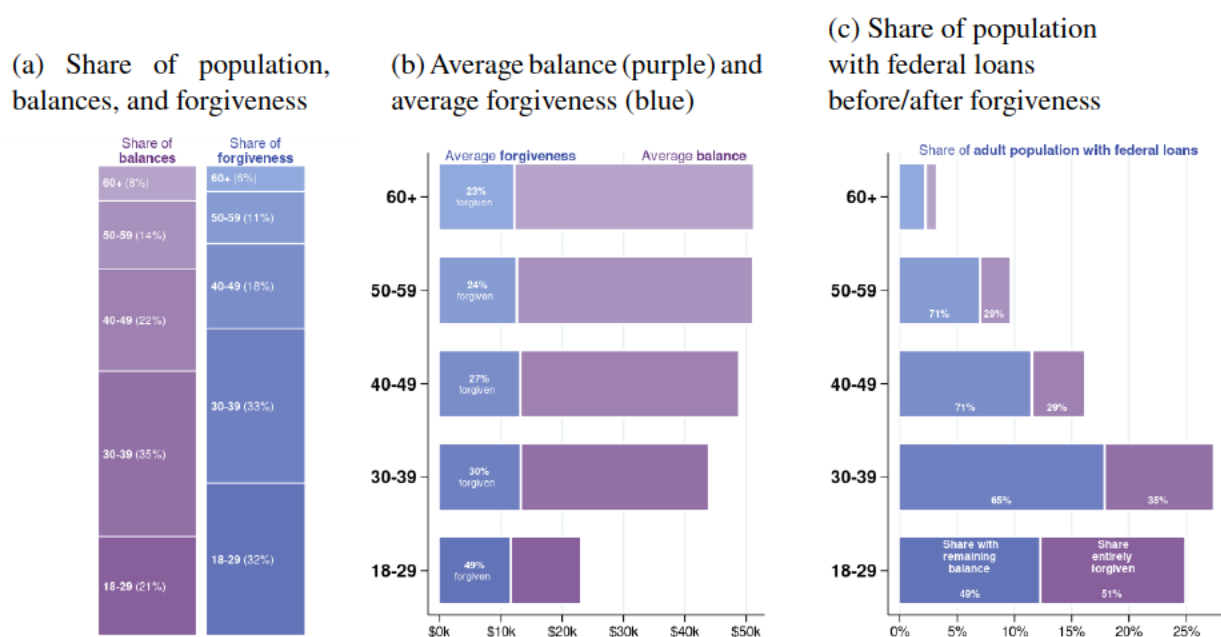 (a) Share of population,
balances, and forgiveness
Share of
balances
Share of
forgiveness
60+ (8%)
50-59 (14%)
40-49 (22%)
30-39 (35%)
18-29 (21%)
60+ (6%)
50-59 (11%)
40-49 (18%)
30-39 (33%)
18-29 (32%)
(b) Average balance (purple) and
average forgiveness (blue)
Average forgiveness
Average balance
60+
23%
forgiven
50-59
24%
forgiven
40-49
27%
forgiven
30-39
30%
forgiven
18-29
49%
forgiven
$0k $10k $20k $30k $40k $50k
(c) Share of population
with federal loans
before/after forgiveness
Share of adult population with federal loans
60+
50-59
71% 29%
40-49
71% 29%
30-39
65% 35%
18-29
Share with
remaining
balance
49%
Share
entirely
forgiven
51%
0% 5% 10% 15% 20% 25%